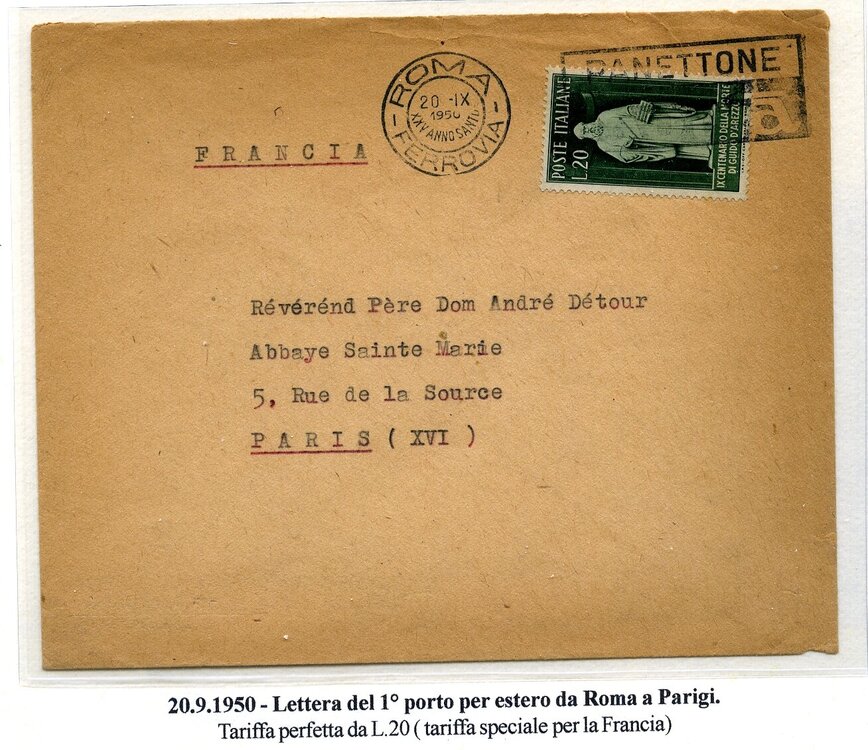 ROMA
20 - IX
1950
XXV ANNO SANTO
FERROVIA
PANETTONE
POSTE ITALIANE
L.20
IX CENTENARIO DELLA MORTE
DI GUIDO D'AREZZO
FRANCIA
Révérénd Père Dom André Détour
Abbaye Sainte Marie
5, Rue de la Source
PARIS ( XVI )
20.9.1950 - Lettera del 1° porto per estero da Roma a Parigi.
Tariffa perfetta da L.20 ( tariffa speciale per la Francia)